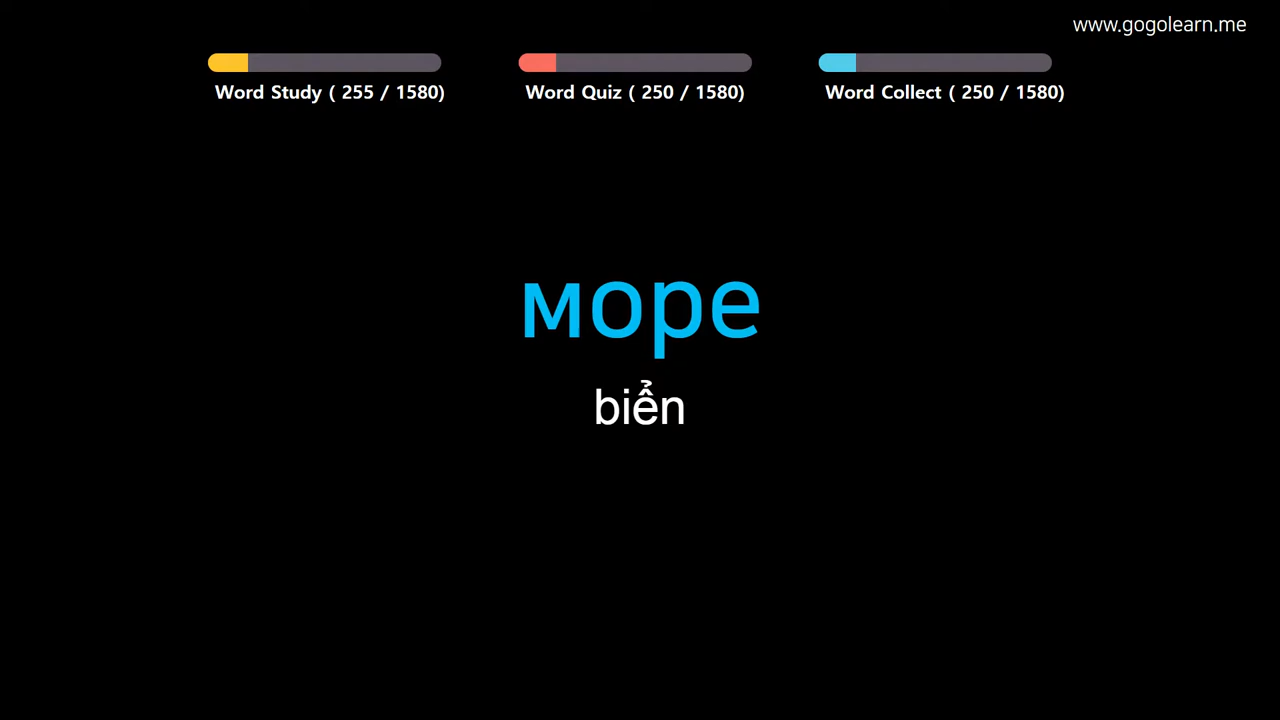 www.gogolearn.me
Word Study ( 255 / 1580)
Word Quiz ( 250 / 1580)
Word Collect ( 250 / 1580)
море
biển